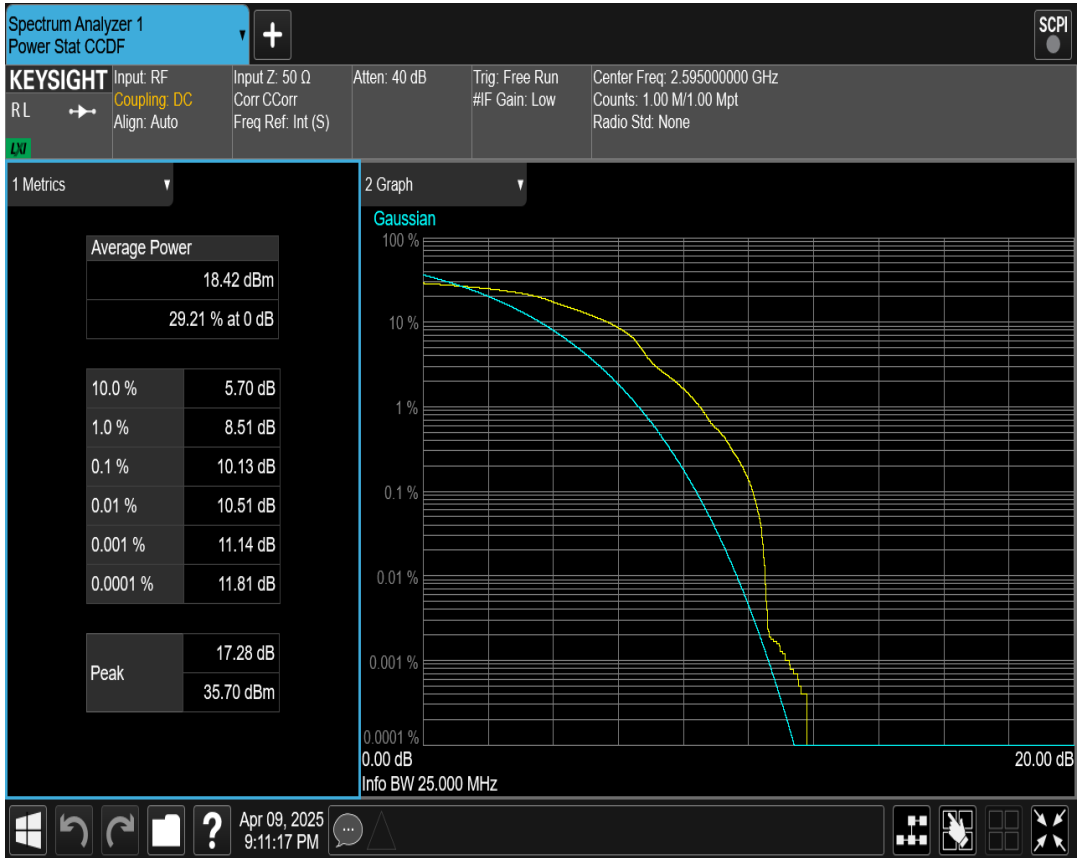 Spectrum Analyzer 1
Power Stat CCDF
SCPI
KEYSIGHT
R L
LXI
Input: RF
Coupling: DC
Align: Auto
Input Z: 50 Ω
Corr CCorr
Freq Ref: Int (S)
Atten: 40 dB
Trig: Free Run
#IF Gain: Low
Center Freq: 2.595000000 GHz
Counts: 1.00 M/1.00 Mpt
Radio Std: None
1 Metrics
Average Power
18.42 dBm
29.21 % at 0 dB
10.0 % 5.70 dB
1.0 % 8.51 dB
0.1 % 10.13 dB
0.01 % 10.51 dB
0.001 % 11.14 dB
0.0001 % 11.81 dB
Peak
17.28 dB
35.70 dBm
2 Graph
Gaussian
100 %
10 %
1 %
0.1 %
0.01 %
0.001 %
0.0001 %
0.00 dB 20.00 dB
Info BW 25.000 MHz
?
Apr 09, 2025
9:11:17 PM